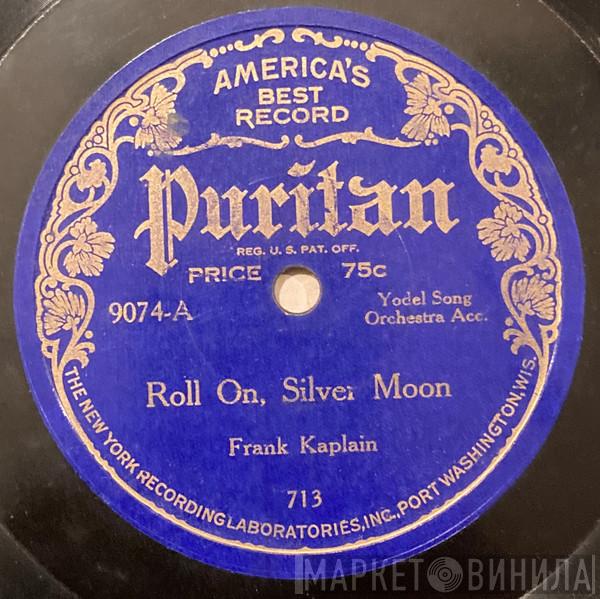 AMERICA'S
BEST
RECORD
Puritan
REG. U. S. PAT. OFF.
PRICE 75c
9074-A
Yodel Song
Orchestra Acc.
Roll On, Silver Moon
Frank Kaplain
713
THE NEW YORK RECORDING LABORATORIES, INC., PORT WASHINGTON, WIS.
МАРКЕТ ВИНИЛА